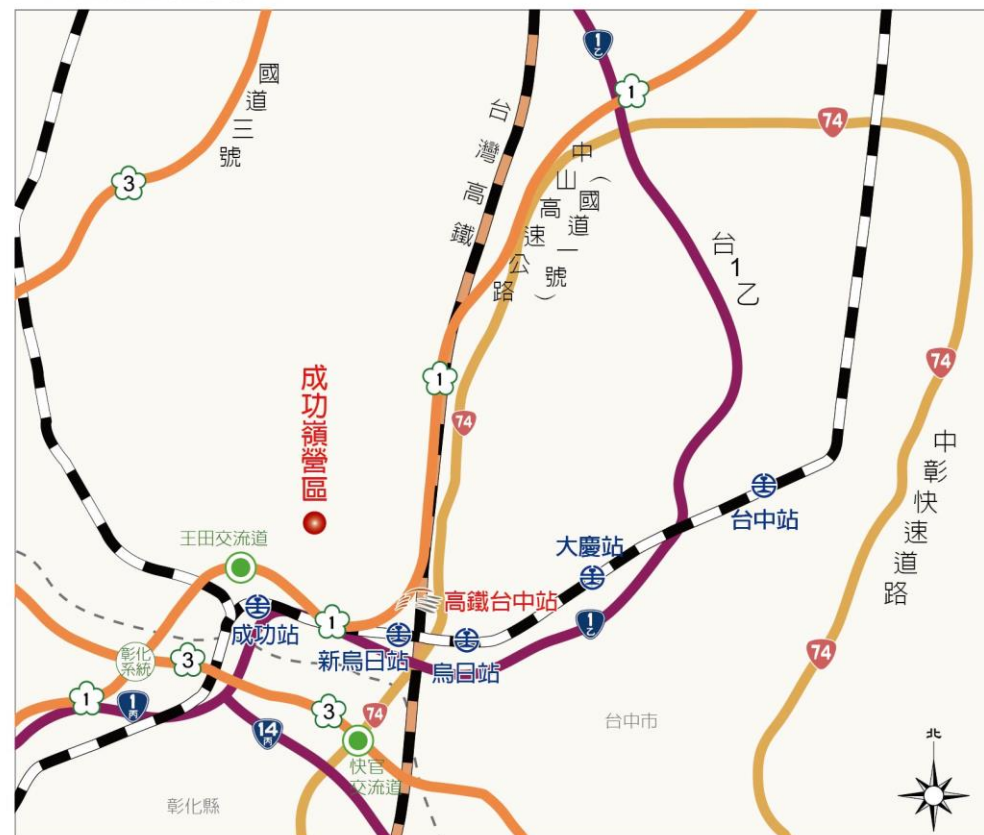 1乙
國道三號
3
台灣高鐵
中山高速公路
（國道一號）
1
74
台1乙
1
74
74
成功嶺營區
中彰快速道路
台中站
大慶站
王田交流道
高鐵台中站
成功站
1
新烏日站
烏日站
1乙
彰化
系統
3
74
1
1丙
3
74
14丙
快官
交流道
台中市
彰化縣
北